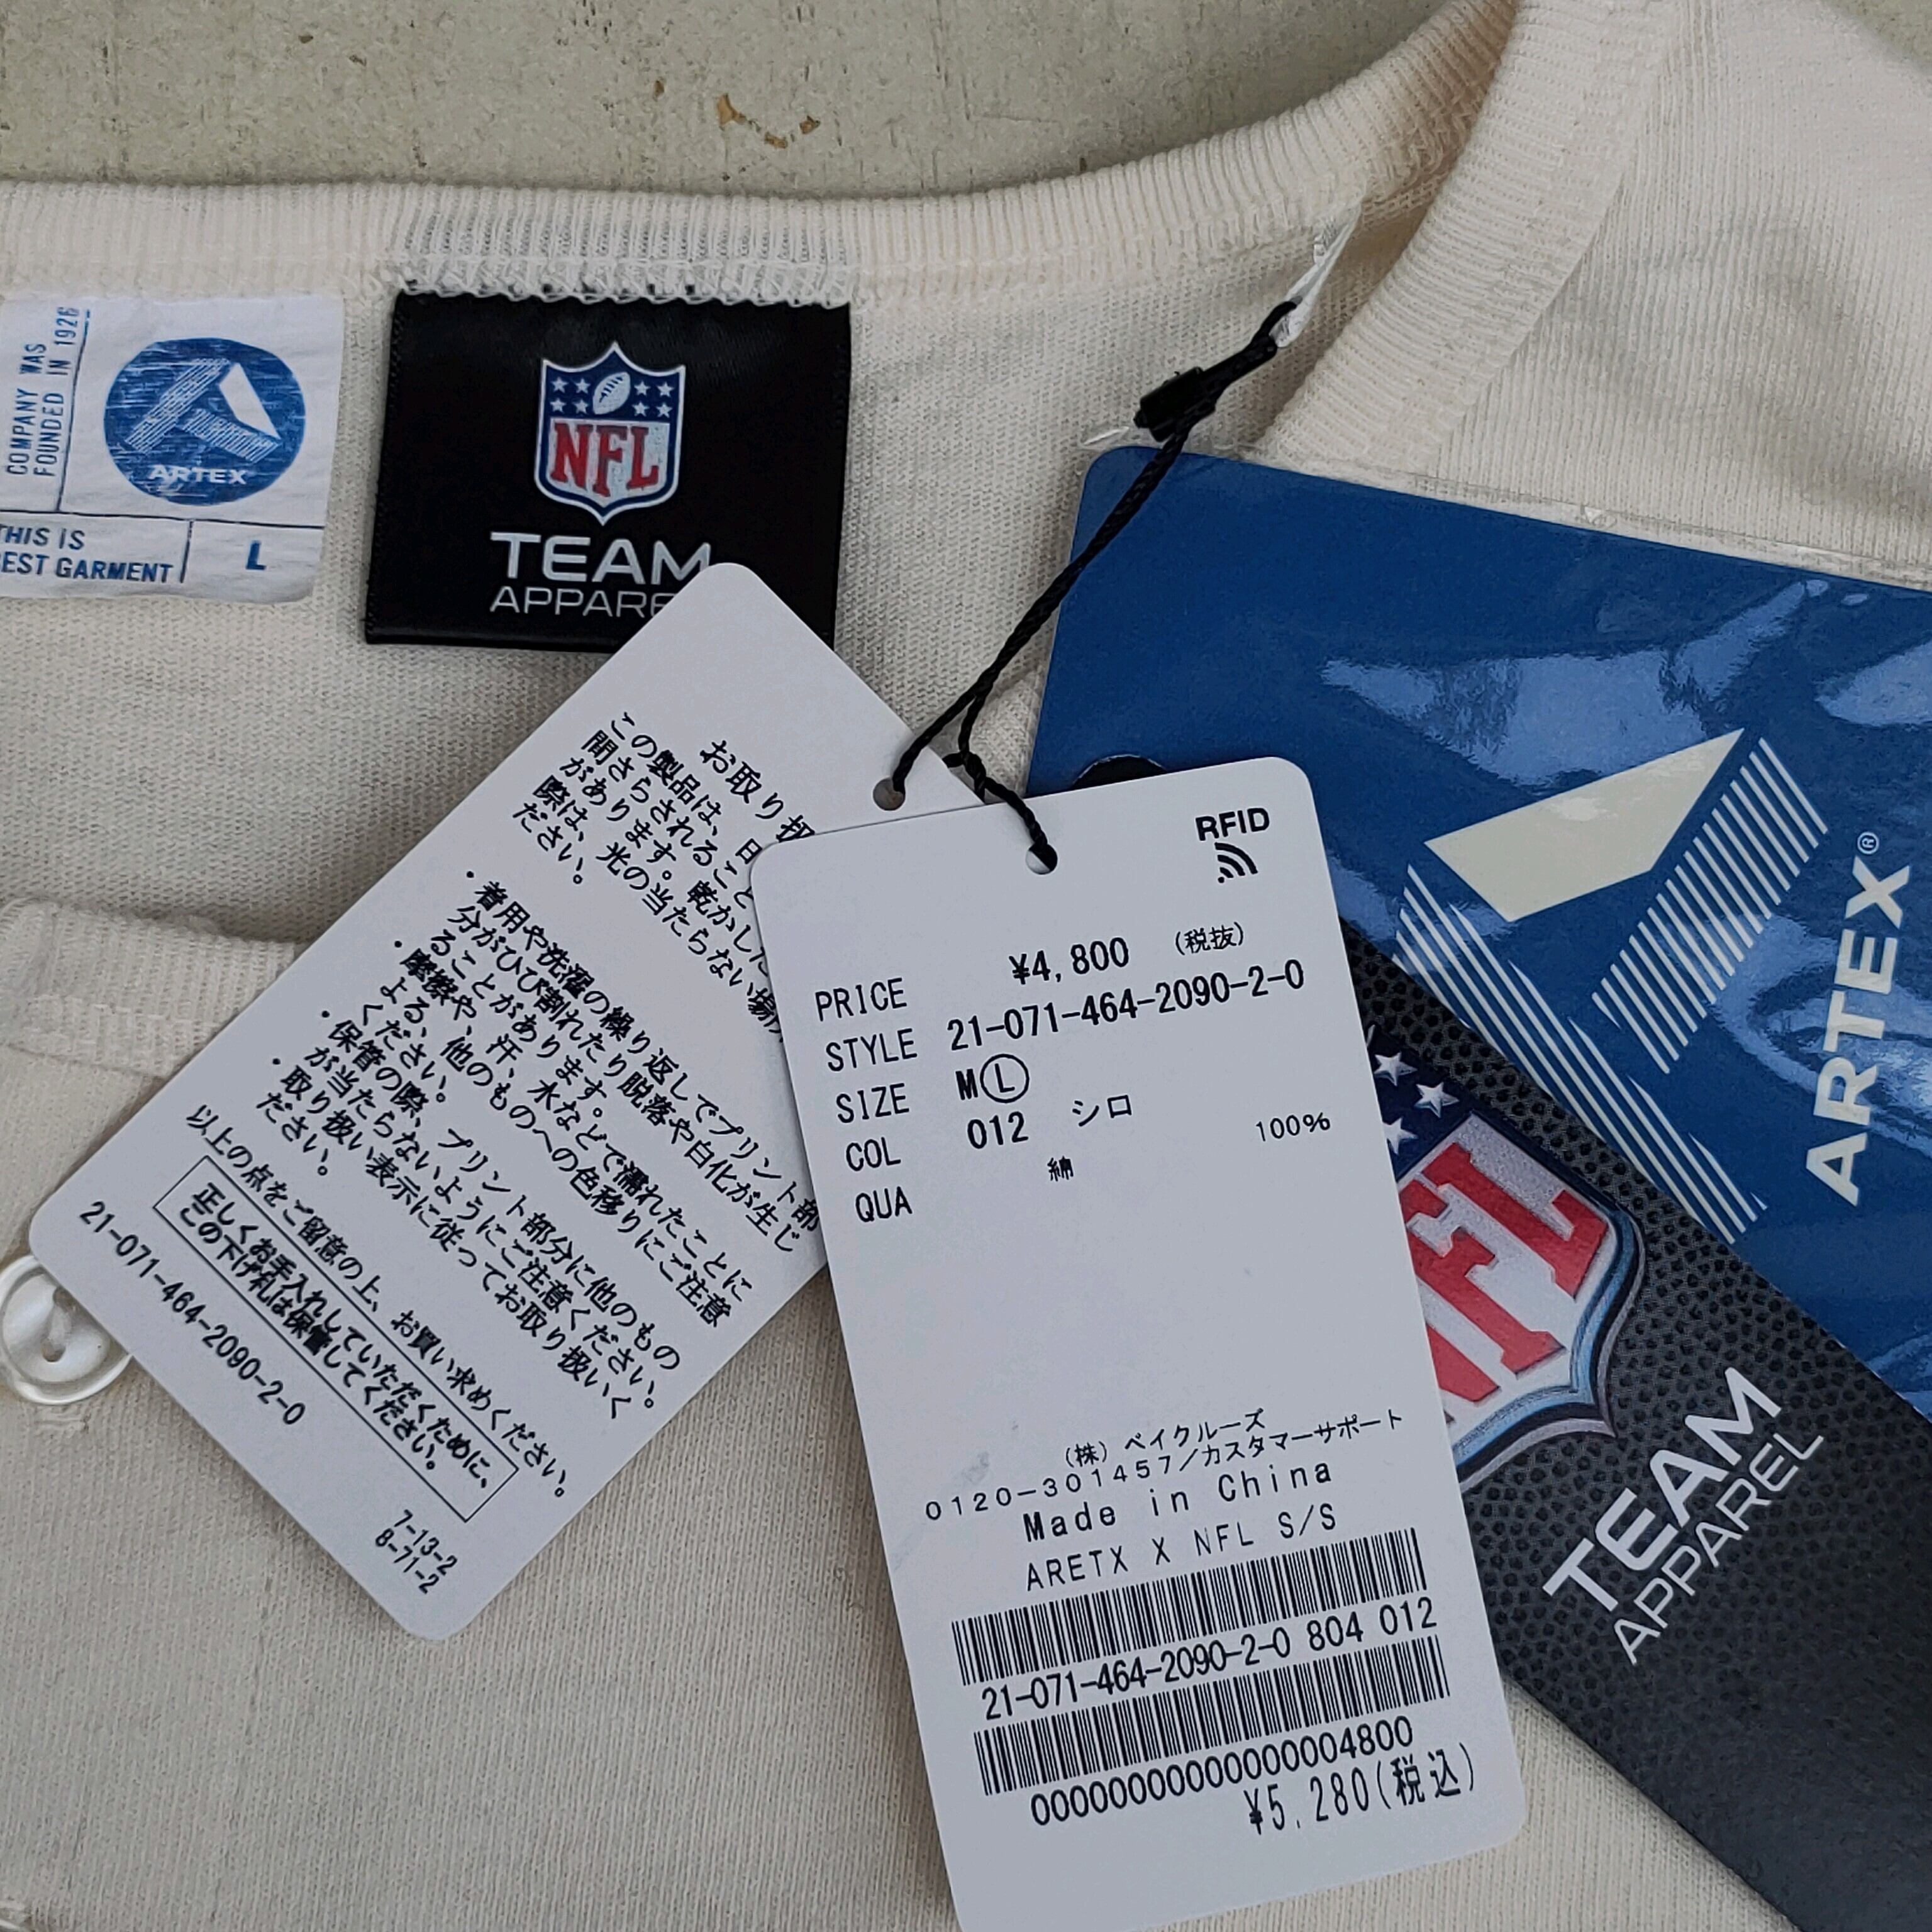 COMPANY WAS
FOUNDED IN 1926
ARTEX
THIS IS
EST GARMENT
L
NFL
TEAM
APPARE
お取り扱
この製品は、日
間さらされること
があります。乾かした
際は、光の当たらない場所
ださい。
・着用や洗濯の繰り返しでプリント部
分がひび割れたり脱落や白化が生じ
ることがあります。
・摩擦や、汗、水などで濡れたことに
よる、他のものへの色移りにご注意
ください。
・保管の際、プリント部分に他のもの
が当たらないようにご注意ください。
・取り扱い表示に従ってお取り扱いく
ださい。
以上の点をご留意の上、お買い求めください。
正しくお手入れしていただくために、
この下げ札は保管してください。
21-071-464-2090-2-0
7-13-2
8-71-2
RFID
PRICE ¥4,800 (税抜)
STYLE 21-071-464-2090-2-0
SIZE M L
COL 012 シロ
QUA 綿 100%
(株) ベイクルーズ
0120-301457/カスタマーサポート
Made in China
ARETX X NFL S/S
21-071-464-2090-2-0 804 012
0000000000000004800
¥5,280(税込)
ARTEX®
NFL
TEAM
APPAREL